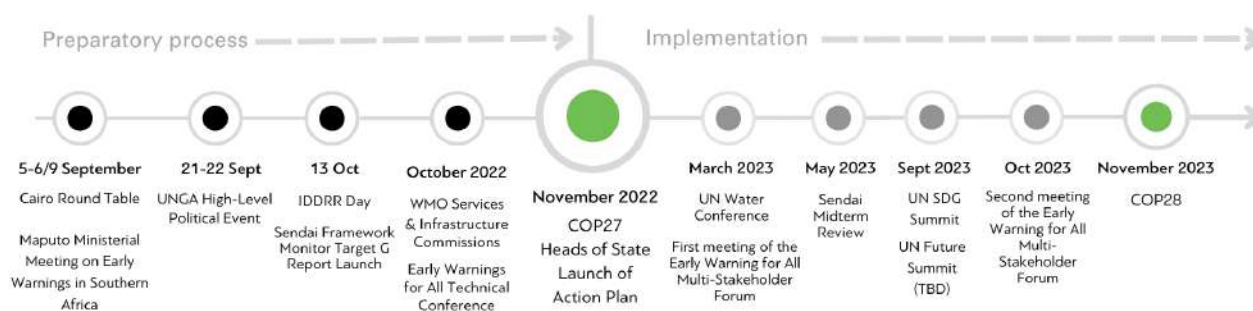 Preparatory process
Implementation
5-6/9 September
Cairo Round Table
Maputo Ministerial
Meeting on Early
Warnings in Southern
Africa
21-22 Sept
UNGA High-Level
Political Event
13 Oct
IDDRR Day
Sendai Framework
Monitor Target G
Report Launch
October 2022
WMO Services
& Infrastructure
Commissions
Early Warnings
for All Technical
Conference
November 2022
COP27
Heads of State
Launch of
Action Plan
March 2023
UN Water
Conference
First meeting of the
Early Warning for All
Multi-Stakeholder
Forum
May 2023
Sendai
Midterm
Review
Sept 2023
UN SDG
Summit
UN Future
Summit
(TBD)
Oct 2023
Second meeting
of the Early
Warning for All
Multi-
Stakeholder
Forum
November 2023
COP28